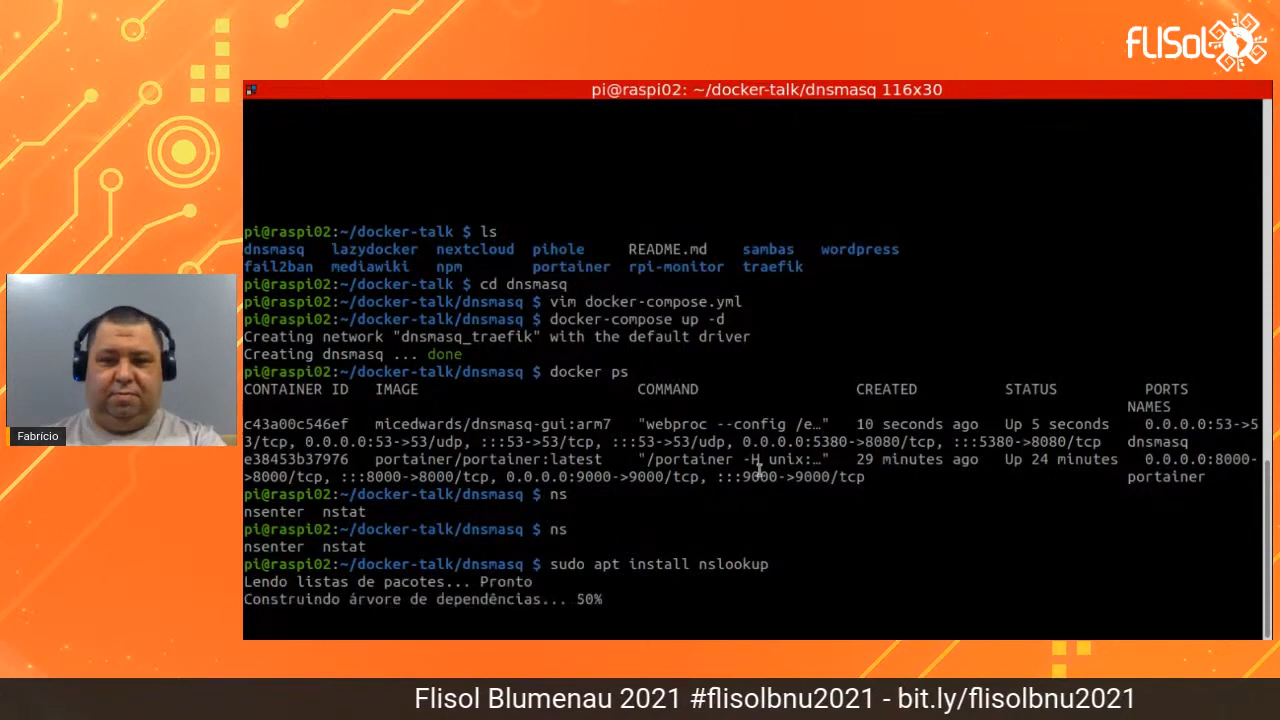 FLISoL
pi@raspi02: ~/docker-talk/dnsmasq 116x30
pi@raspi02:~/docker-talk $ ls
dnsmasq lazydocker nextcloud pihole README.md sambas wordpress
fail2ban mediawiki npm portainer rpi-monitor traefik
pi@raspi02:~/docker-talk $ cd dnsmasq
pi@raspi02:~/docker-talk/dnsmasq $ vim docker-compose.yml
pi@raspi02:~/docker-talk/dnsmasq $ docker-compose up -d
Creating network "dnsmasq_traefik" with the default driver
Creating dnsmasq ... done
pi@raspi02:~/docker-talk/dnsmasq $ docker ps
CONTAINER ID IMAGE COMMAND CREATED STATUS PORTS
NAMES
c43a00c546ef micedwards/dnsmasq-gui:arm7 "webproc --config /e…" 10 seconds ago Up 5 seconds 0.0.0.0:53->5
3/tcp, 0.0.0.0:53->53/udp, :::53->53/tcp, :::53->53/udp, 0.0.0.0:5380->8080/tcp, :::5380->8080/tcp dnsmasq
e38453b37976 portainer/portainer:latest "/portainer -H unix:…" 29 minutes ago Up 24 minutes 0.0.0.0:8000-
>8000/tcp, :::8000->8000/tcp, 0.0.0.0:9000->9000/tcp, :::9000->9000/tcp portainer
pi@raspi02:~/docker-talk/dnsmasq $ ns
nsenter nstat
pi@raspi02:~/docker-talk/dnsmasq $ ns
nsenter nstat
pi@raspi02:~/docker-talk/dnsmasq $ sudo apt install nslookup
Lendo listas de pacotes... Pronto
Construindo árvore de dependências... 50%
Fabrício
Flisol Blumenau 2021 #flisolbnu2021 - bit.ly/flisolbnu2021